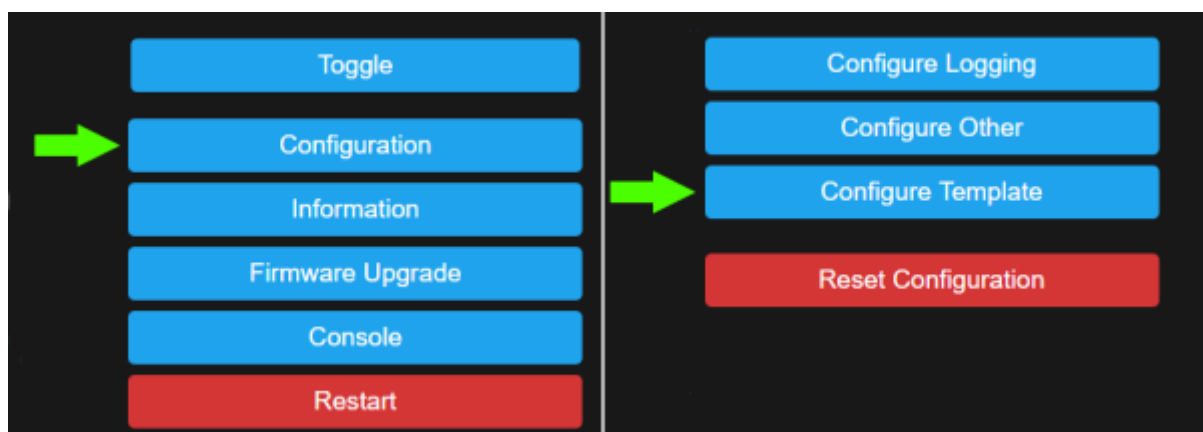 Toggle
Configuration
Information
Firmware Upgrade
Console
Restart
Configure Logging
Configure Other
Configure Template
Reset Configuration